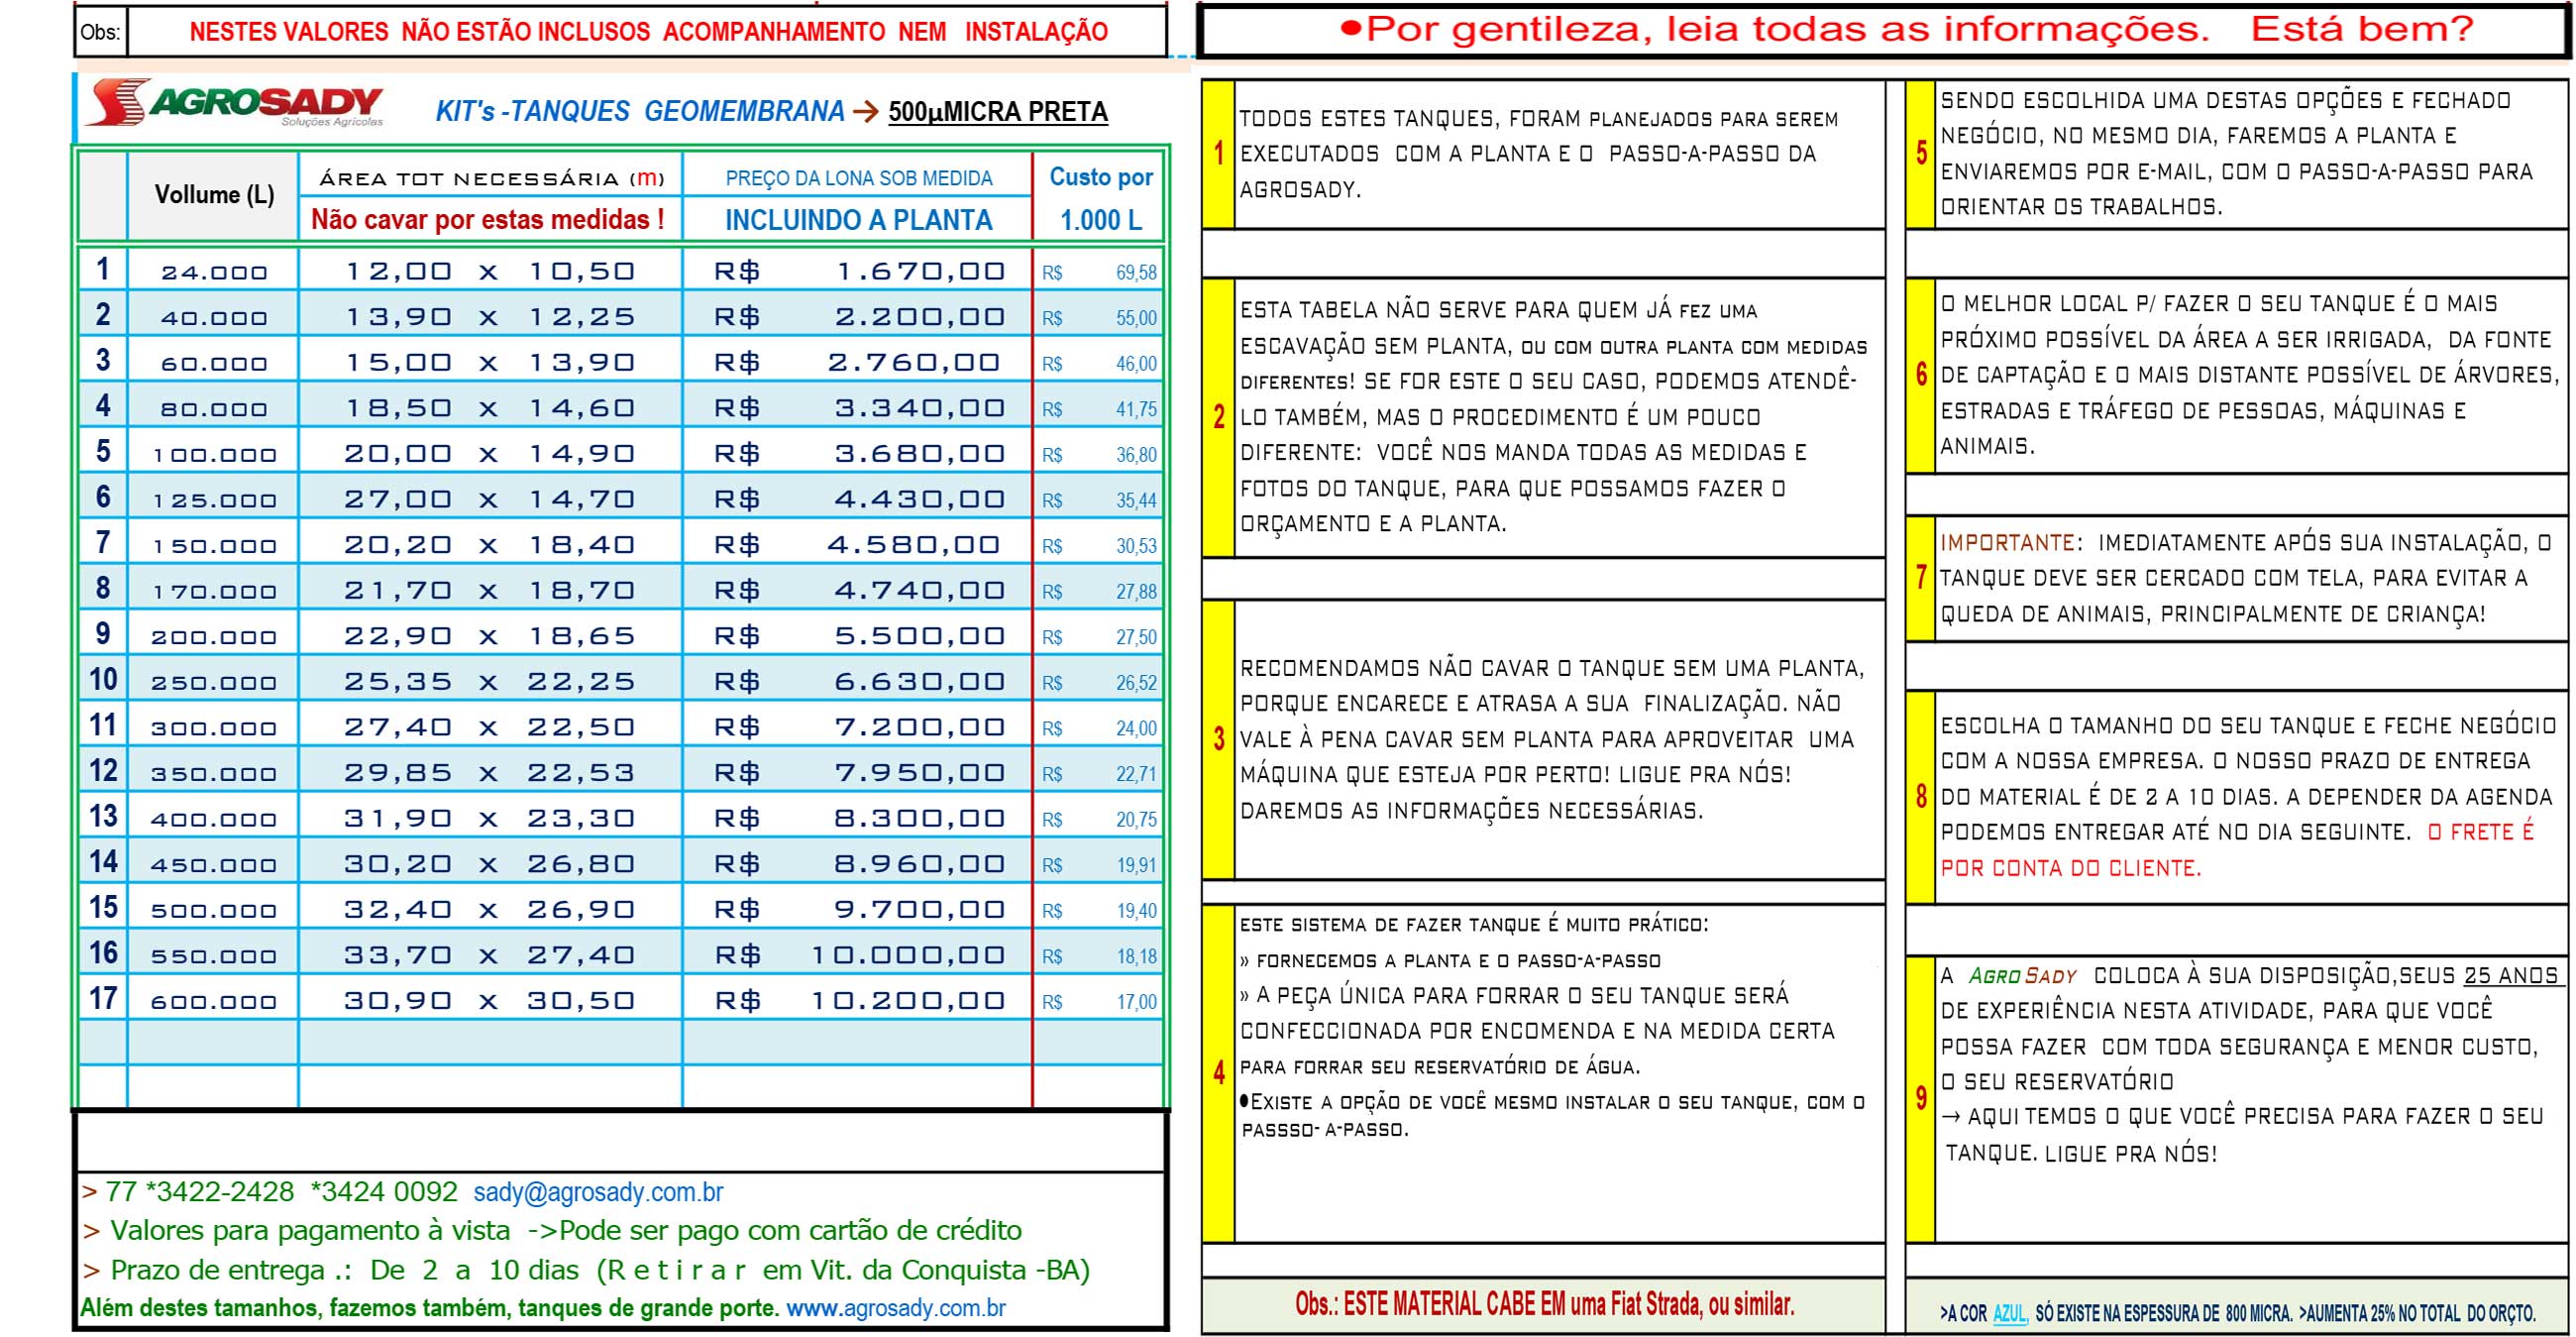 Obs: NESTES VALORES NÃO ESTÃO INCLUSOS ACOMPANHAMENTO NEM INSTALAÇÃO
AGROSADY
Soluções Agrícolas
KIT's -TANQUES GEOMEMBRANA → 500µMICRA PRETA
Vollume (L) ÁREA TOT NECESSÁRIA (m) PREÇO DA LONA SOB MEDIDA Custo por
Não cavar por estas medidas ! INCLUINDO A PLANTA 1.000 L
1 24.000 12,00 x 10,50 R$ 1.670,00 R$ 69,58
2 40.000 13,90 x 12,25 R$ 2.200,00 R$ 55,00
3 60.000 15,00 x 13,90 R$ 2.760,00 R$ 46,00
4 80.000 18,50 x 14,60 R$ 3.340,00 R$ 41,75
5 100.000 20,00 x 14,90 R$ 3.680,00 R$ 36,80
6 125.000 27,00 x 14,70 R$ 4.430,00 R$ 35,44
7 150.000 20,20 x 18,40 R$ 4.580,00 R$ 30,53
8 170.000 21,70 x 18,70 R$ 4.740,00 R$ 27,88
9 200.000 22,90 x 18,65 R$ 5.500,00 R$ 27,50
10 250.000 25,35 x 22,25 R$ 6.630,00 R$ 26,52
11 300.000 27,40 x 22,50 R$ 7.200,00 R$ 24,00
12 350.000 29,85 x 22,53 R$ 7.950,00 R$ 22,71
13 400.000 31,90 x 23,30 R$ 8.300,00 R$ 20,75
14 450.000 30,20 x 26,80 R$ 8.960,00 R$ 19,91
15 500.000 32,40 x 26,90 R$ 9.700,00 R$ 19,40
16 550.000 33,70 x 27,40 R$ 10.000,00 R$ 18,18
17 600.000 30,90 x 30,50 R$ 10.200,00 R$ 17,00
> 77 *3422-2428 *3424 0092 sady@agrosady.com.br
> Valores para pagamento à vista ->Pode ser pago com cartão de crédito
> Prazo de entrega .: De 2 a 10 dias (R e t i r a r em Vit. da Conquista -BA)
Além destes tamanhos, fazemos também, tanques de grande porte. www.agrosady.com.br
●Por gentileza, leia todas as informações. Está bem?
1
TODOS ESTES TANQUES, FORAM PLANEJADOS PARA SEREM
EXECUTADOS COM A PLANTA E O PASSO-A-PASSO DA
AGROSADY.
2
ESTA TABELA NÃO SERVE PARA QUEM JÁ FEZ UMA
ESCAVAÇÃO SEM PLANTA, OU COM OUTRA PLANTA COM MEDIDAS
DIFERENTES! SE FOR ESTE O SEU CASO, PODEMOS ATENDÊ-
LO TAMBÉM, MAS O PROCEDIMENTO É UM POUCO
DIFERENTE: VOCÊ NOS MANDA TODAS AS MEDIDAS E
FOTOS DO TANQUE, PARA QUE POSSAMOS FAZER O
ORÇAMENTO E A PLANTA.
3
RECOMENDAMOS NÃO CAVAR O TANQUE SEM UMA PLANTA,
PORQUE ENCARECE E ATRASA A SUA FINALIZAÇÃO. NÃO
VALE À PENA CAVAR SEM PLANTA PARA APROVEITAR UMA
MÁQUINA QUE ESTEJA POR PERTO! LIGUE PRA NÓS!
DAREMOS AS INFORMAÇÕES NECESSÁRIAS.
4
ESTE SISTEMA DE FAZER TANQUE É MUITO PRÁTICO:
» FORNECEMOS A PLANTA E O PASSO-A-PASSO
» A PEÇA ÚNICA PARA FORRAR O SEU TANQUE SERÁ
CONFECCIONADA POR ENCOMENDA E NA MEDIDA CERTA
PARA FORRAR SEU RESERVATÓRIO DE ÁGUA.
●EXISTE A OPÇÃO DE VOCÊ MESMO INSTALAR O SEU TANQUE, COM O
PASSSO- A-PASSO.
Obs.: ESTE MATERIAL CABE EM uma Fiat Strada, ou similar.
5
SENDO ESCOLHIDA UMA DESTAS OPÇÕES E FECHADO
NEGÓCIO, NO MESMO DIA, FAREMOS A PLANTA E
ENVIAREMOS POR E-MAIL, COM O PASSO-A-PASSO PARA
ORIENTAR OS TRABALHOS.
6
O MELHOR LOCAL P/ FAZER O SEU TANQUE É O MAIS
PRÓXIMO POSSÍVEL DA ÁREA A SER IRRIGADA, DA FONTE
DE CAPTAÇÃO E O MAIS DISTANTE POSSÍVEL DE ÁRVORES,
ESTRADAS E TRÁFEGO DE PESSOAS, MÁQUINAS E
ANIMAIS.
7
IMPORTANTE: IMEDIATAMENTE APÓS SUA INSTALAÇÃO, O
TANQUE DEVE SER CERCADO COM TELA, PARA EVITAR A
QUEDA DE ANIMAIS, PRINCIPALMENTE DE CRIANÇA!
8
ESCOLHA O TAMANHO DO SEU TANQUE E FECHE NEGÓCIO
COM A NOSSA EMPRESA. O NOSSO PRAZO DE ENTREGA
DO MATERIAL É DE 2 A 10 DIAS. A DEPENDER DA AGENDA
PODEMOS ENTREGAR ATÉ NO DIA SEGUINTE. O FRETE É
POR CONTA DO CLIENTE.
9
A AGROSADY COLOCA À SUA DISPOSIÇÃO,SEUS 25 ANOS
DE EXPERIÊNCIA NESTA ATIVIDADE, PARA QUE VOCÊ
POSSA FAZER COM TODA SEGURANÇA E MENOR CUSTO,
O SEU RESERVATÓRIO
→ AQUI TEMOS O QUE VOCÊ PRECISA PARA FAZER O SEU
TANQUE. LIGUE PRA NÓS!
>A COR AZUL, SÓ EXISTE NA ESPESSURA DE 800 MICRA. >AUMENTA 25% NO TOTAL DO ORÇTO.